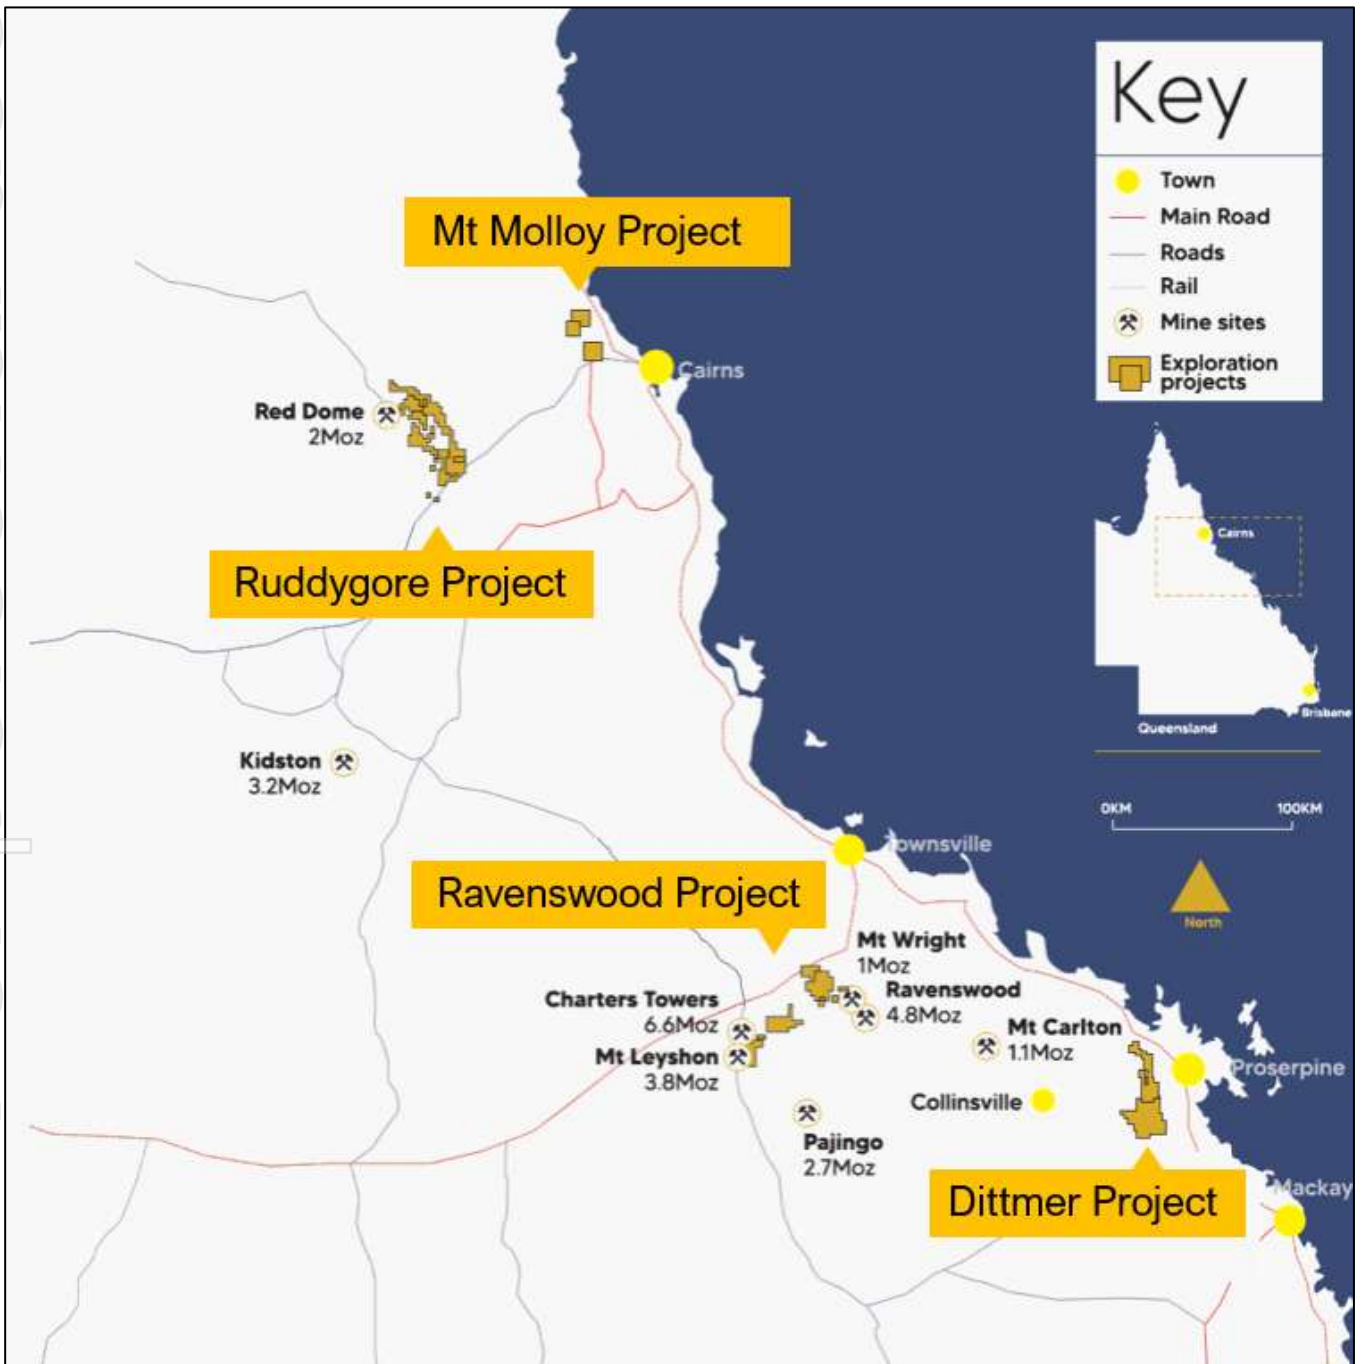 Key
Town
Main Road
Roads
Rail
Mine sites
Exploration
projects
Mt Molloy Project
Cairns
Red Dome
2Moz
Ruddygore Project
Cairns
Brisbane
Queensland
Kidston
3.2Moz
0KM
100KM
Townsville
North
Ravenswood Project
Mt Wright
1Moz
Ravenswood
4.8Moz
Charters Towers
6.6Moz
Mt Leyshon
3.8Moz
Mt Carlton
1.1Moz
Proserpine
Collinsville
Pajingo
2.7Moz
Dittmer Project
Mackay